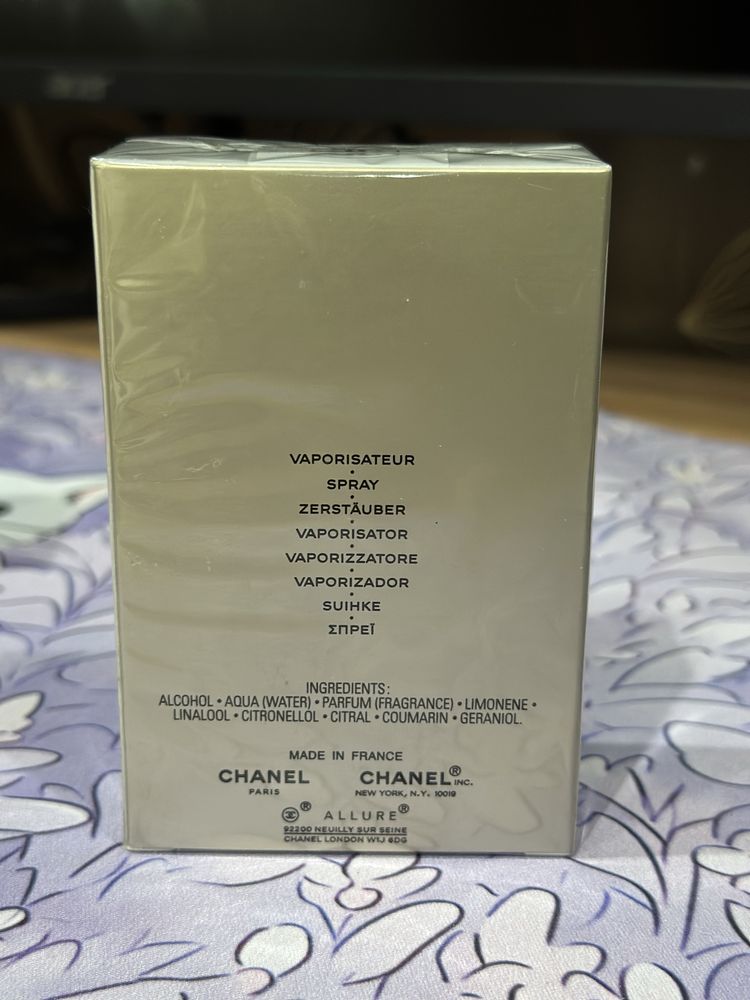 acer
VAPORISATEUR
•
SPRAY
•
ZERSTÄUBER
•
VAPORISATOR
•
VAPORIZZATORE
•
VAPORIZADOR
•
SUIHKE
•
ΣΠΡΕΪ
INGREDIENTS:
ALCOHOL • AQUA (WATER) • PARFUM (FRAGRANCE) • LIMONENE •
LINALOOL • CITRONELLOL • CITRAL • COUMARIN • GERANIOL.
MADE IN FRANCE
CHANEL CHANEL® INC.
PARIS NEW YORK, N.Y. 10019
® ALLURE®
92200 NEUILLY SUR SEINE
CHANEL LONDON W1J 6DG